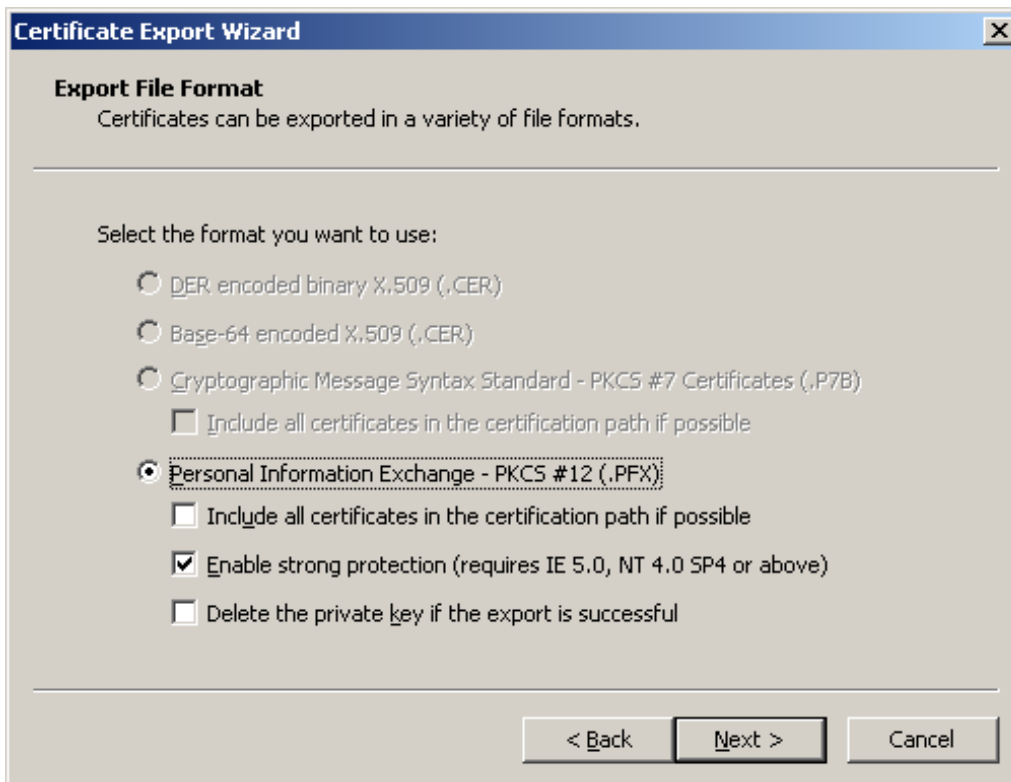 Certificate Export Wizard
Export File Format
Certificates can be exported in a variety of file formats.
Select the format you want to use:
DER encoded binary X.509 (.CER)
Base-64 encoded X.509 (.CER)
Cryptographic Message Syntax Standard - PKCS #7 Certificates (.P7B)
Include all certificates in the certification path if possible
Personal Information Exchange - PKCS #12 (.PFX)
Include all certificates in the certification path if possible
Enable strong protection (requires IE 5.0, NT 4.0 SP4 or above)
Delete the private key if the export is successful
< Back Next > Cancel